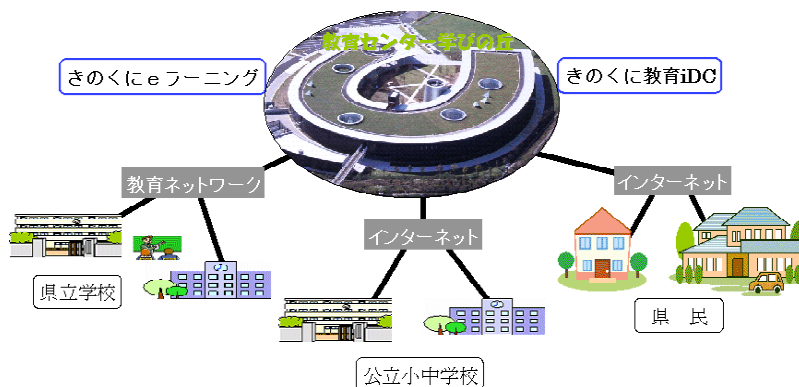 教育センター学びの丘
きのくにｅラーニング
きのくに教育iDC
教育ネットワーク
インターネット
インターネット
県立学校
県　民
公立小中学校